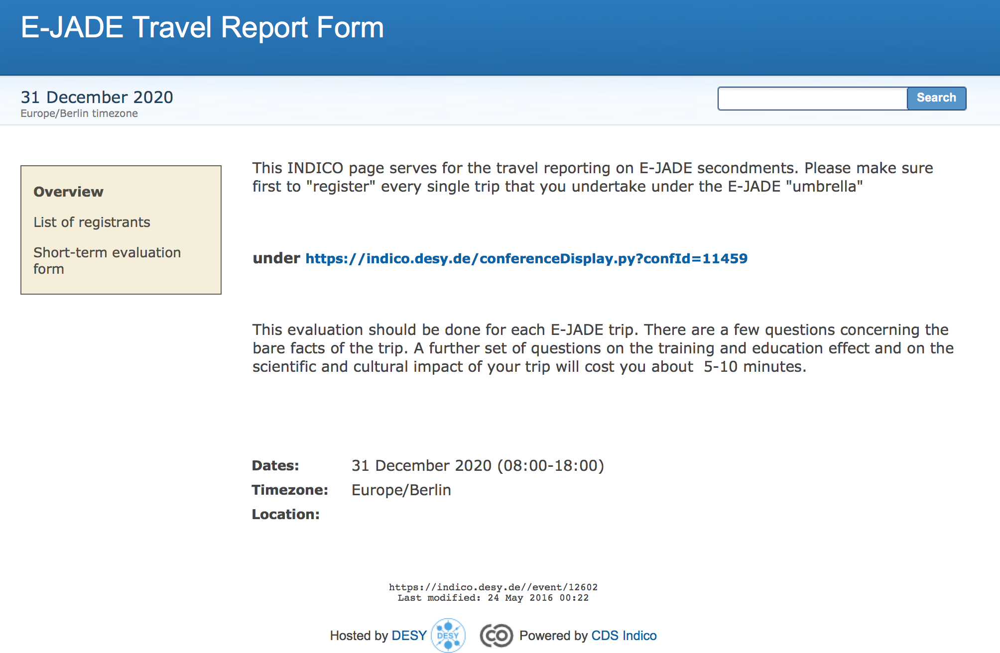 E-JADE Travel Report Form
31 December 2020
Europe/Berlin timezone
Search
Overview
List of registrants
Short-term evaluation
form
This INDICO page serves for the travel reporting on E-JADE secondments. Please make sure
first to "register" every single trip that you undertake under the E-JADE "umbrella"
under https://indico.desy.de/conferenceDisplay.py?confId=11459
This evaluation should be done for each E-JADE trip. There are a few questions concerning the
bare facts of the trip. A further set of questions on the training and education effect and on the
scientific and cultural impact of your trip will cost you about  5-10 minutes.
Dates: 31 December 2020 (08:00-18:00)
Timezone: Europe/Berlin
Location:
https://indico.desy.de//event/12602
Last modified: 24 May 2016 00:22
Hosted by DESY DESY Powered by CDS Indico